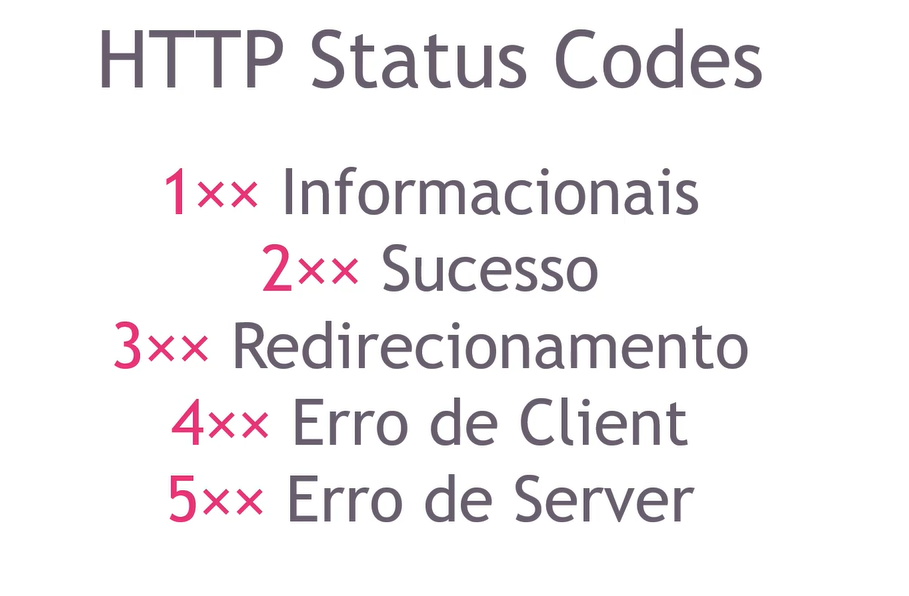 HTTP Status Codes
1×× Informacionais
2×× Sucesso
3×× Redirecionamento
4×× Erro de Client
5×× Erro de Server